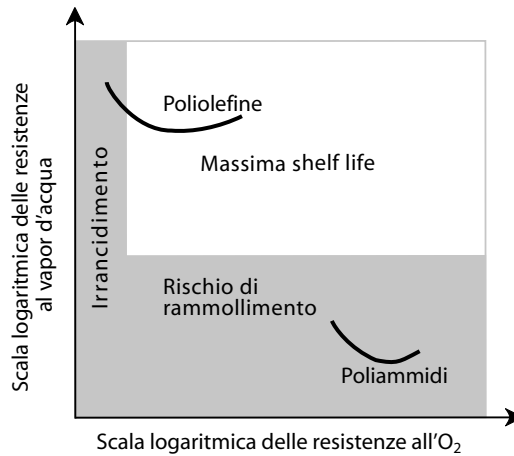 Scala logaritmica delle resistenze
al vapor d'acqua
Irrancidimento
Poliolefine
Massima shelf life
Rischio di
rammollimento
Poliammidi
Scala logaritmica delle resistenze all'O₂